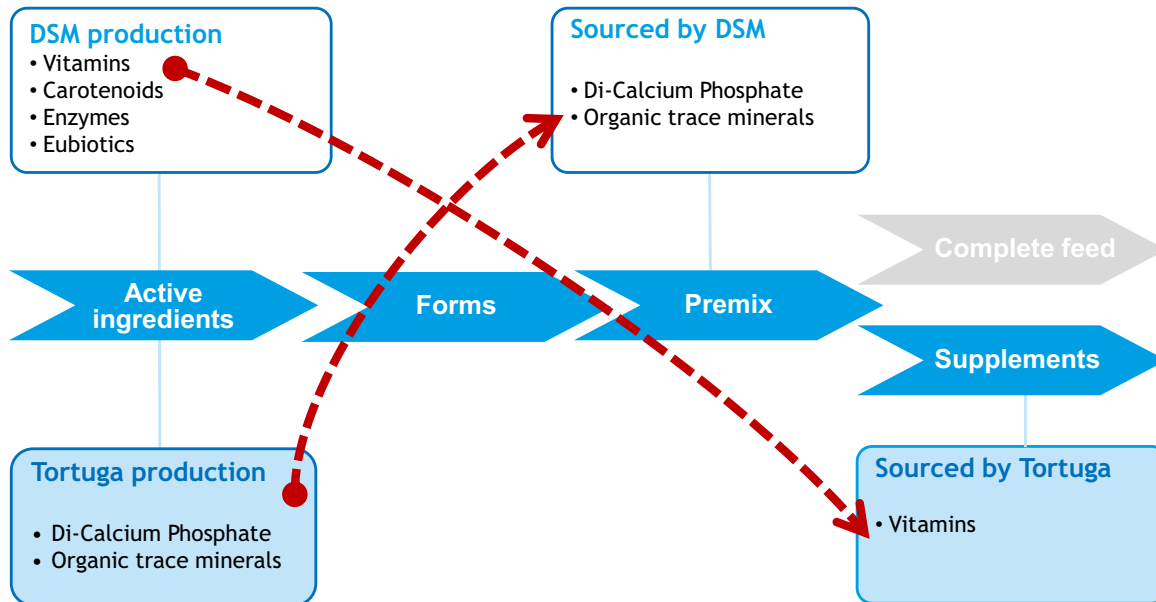 DSM production
• Vitamins
• Carotenoids
• Enzymes
• Eubiotics
Sourced by DSM
• Di-Calcium Phosphate
• Organic trace minerals
Active
ingredients
Forms
Premix
Complete feed
Supplements
Tortuga production
• Di-Calcium Phosphate
• Organic trace minerals
Sourced by Tortuga
• Vitamins